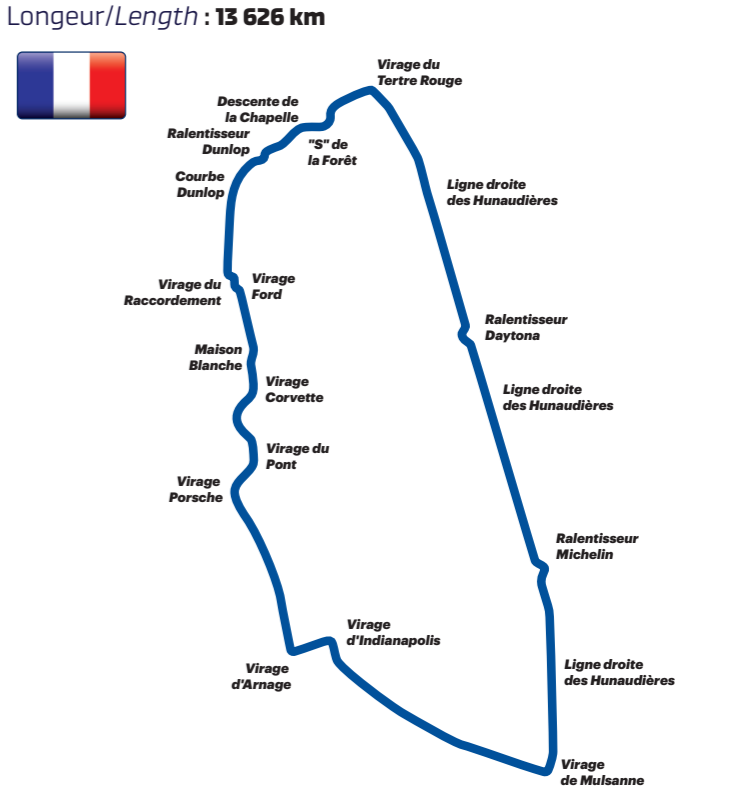 Longeur/Length : 13 626 km
Virage du
Tertre Rouge
Descente de
la Chapelle
Ralentisseur
Dunlop
"S" de
la Forêt
Courbe
Dunlop
Ligne droite
des Hunaudières
Virage du
Raccordement
Virage
Ford
Ralentisseur
Daytona
Maison
Blanche
Virage
Corvette
Ligne droite
des Hunaudières
Virage du
Pont
Virage
Porsche
Ralentisseur
Michelin
Virage
d'Indianapolis
Virage
d'Arnage
Ligne droite
des Hunaudières
Virage
de Mulsanne